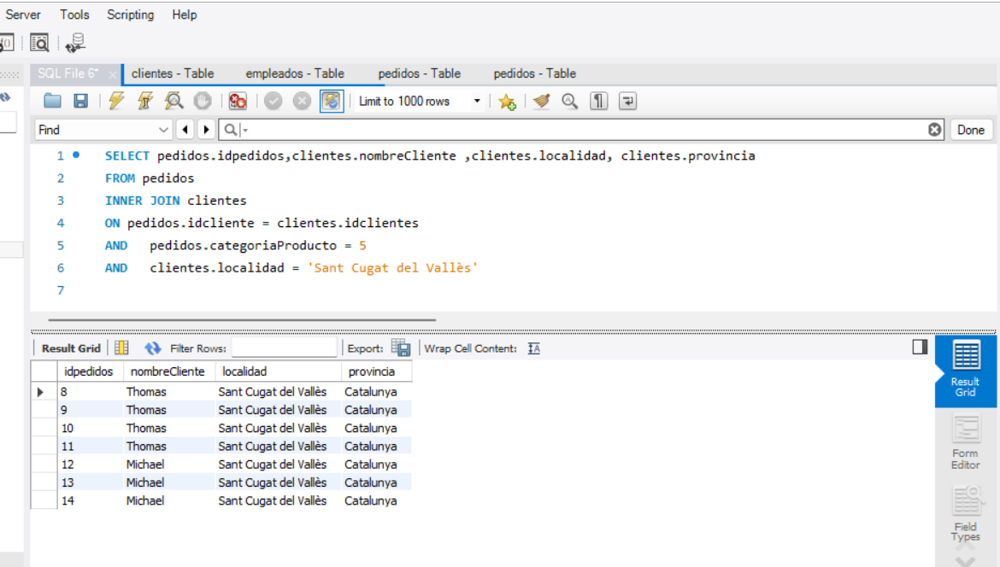 Server Tools Scripting Help
SQL File 6* × clientes - Table empleados - Table pedidos - Table pedidos - Table
Limit to 1000 rows
Find Done
1 SELECT pedidos.idpedidos,clientes.nombreCliente ,clientes.localidad, clientes.provincia
2 FROM pedidos
3 INNER JOIN clientes
4 ON pedidos.idcliente = clientes.idclientes
5 AND pedidos.categoriaProducto = 5
6 AND clientes.localidad = 'Sant Cugat del Vallès'
7
Result Grid Filter Rows: Export: Wrap Cell Content: IA
idpedidos nombreCliente localidad provincia
8 Thomas Sant Cugat del Vallès Catalunya
9 Thomas Sant Cugat del Vallès Catalunya
10 Thomas Sant Cugat del Vallès Catalunya
11 Thomas Sant Cugat del Vallès Catalunya
12 Michael Sant Cugat del Vallès Catalunya
13 Michael Sant Cugat del Vallès Catalunya
14 Michael Sant Cugat del Vallès Catalunya
Result
Grid
Form
Editor
Field
Types